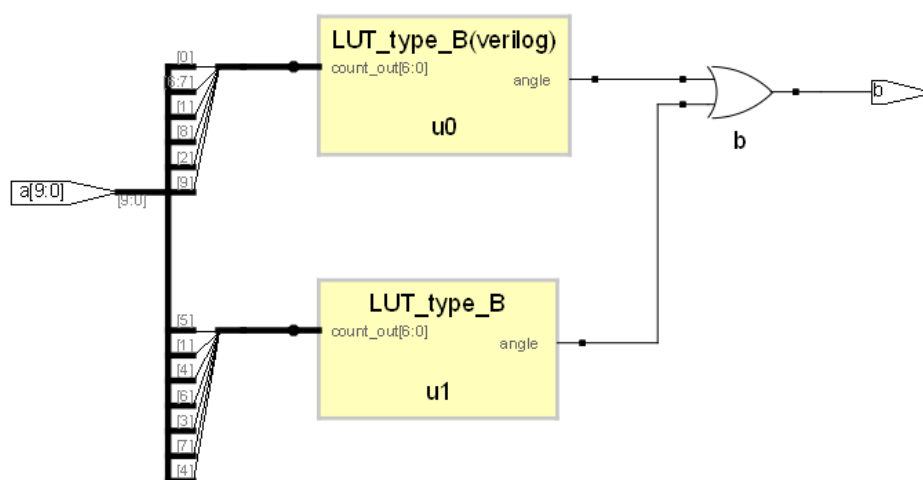 LUT_type_B(verilog)
count_out[6:0]
angle
u0
[0]
[6:7]
[1]
[8]
[2]
[9]
a[9:0]
[9:0]
b
b
LUT_type_B
count_out[6:0]
angle
u1
[5]
[1]
[4]
[6]
[3]
[7]
[4]